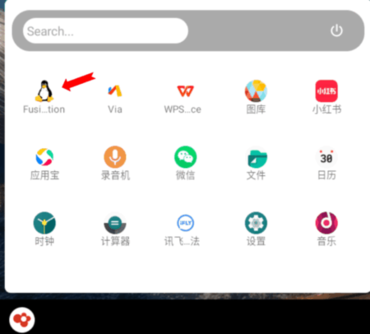 Search...
Fusi...tion Via WPS...ce 图库 小红书
小红书
应用宝 录音机 微信 文件 30 日历
iFLY
时钟 计算器 讯飞...法 设置 音乐